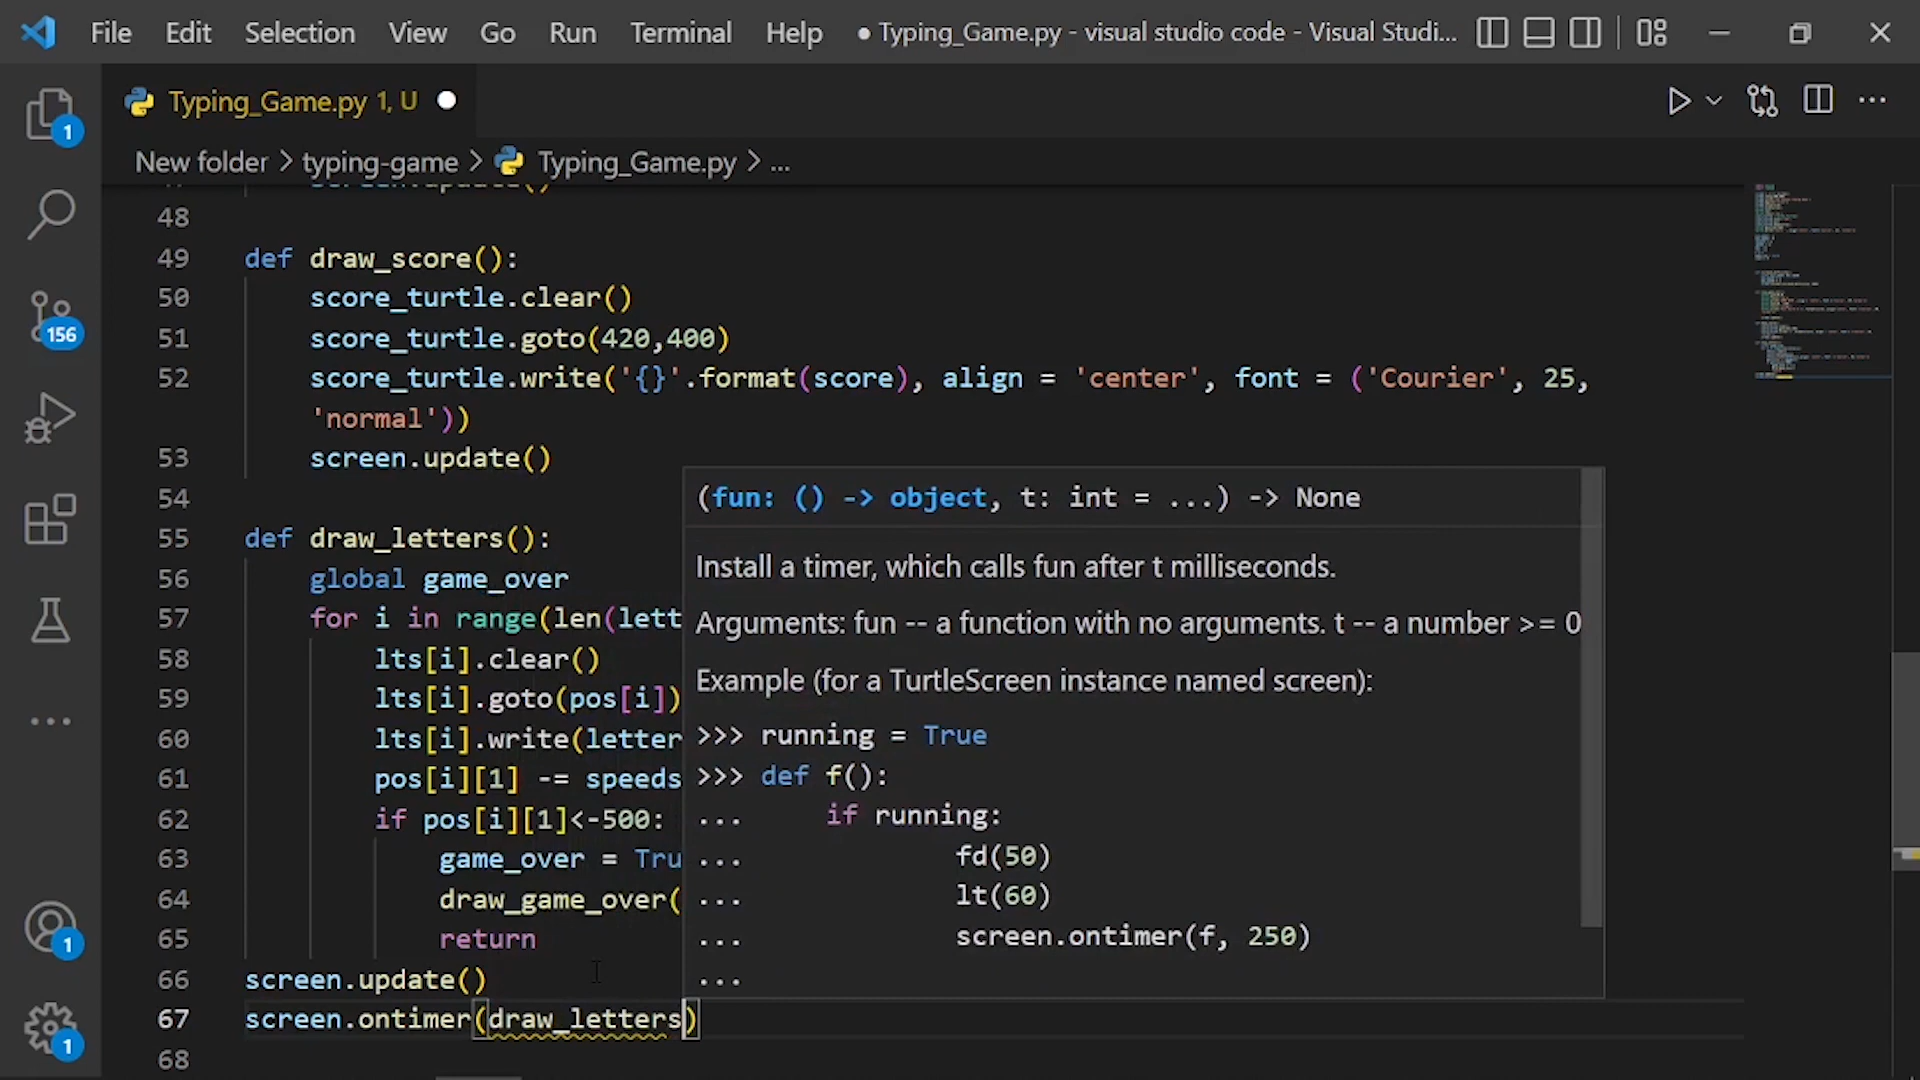 File Edit Selection View Go Run Terminal Help ● Typing_Game.py - visual studio code - Visual Studi...
Typing_Game.py 1, U
New folder > typing-game > Typing_Game.py > ...
1
156
1
1
47 screen.update()
48
49 def draw_score():
50 score_turtle.clear()
51 score_turtle.goto(420,400)
52 score_turtle.write('{}'.format(score), align = 'center', font = ('Courier', 25,
'normal'))
53 screen.update()
54
55 def draw_letters():
56 global game_over
57 for i in range(len(lett
58 lts[i].clear()
59 lts[i].goto(pos[i])
60 lts[i].write(letter
61 pos[i][1] -= speeds
62 if pos[i][1]<-500:
63 game_over = Tru
64 draw_game_over(
65 return
66 screen.update()
67 screen.ontimer(draw_letters)
68
(fun: () -> object, t: int = ...) -> None
Install a timer, which calls fun after t milliseconds.
Arguments: fun -- a function with no arguments. t -- a number >= 0
Example (for a TurtleScreen instance named screen):
>>> running = True
>>> def f():
... if running:
... fd(50)
... lt(60)
... screen.ontimer(f, 250)
...